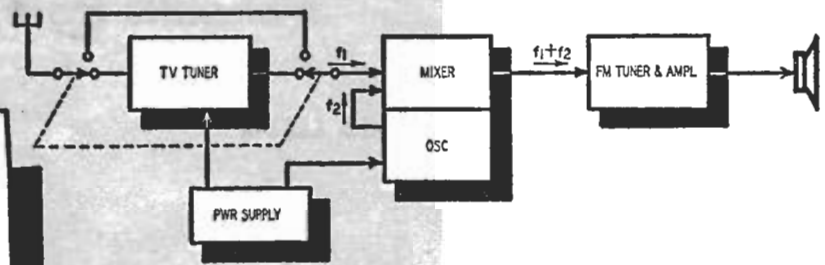 TV TUNER
f1
MIXER
f1+f2
FM TUNER & AMPL
f2
OSC
PWR SUPPLY